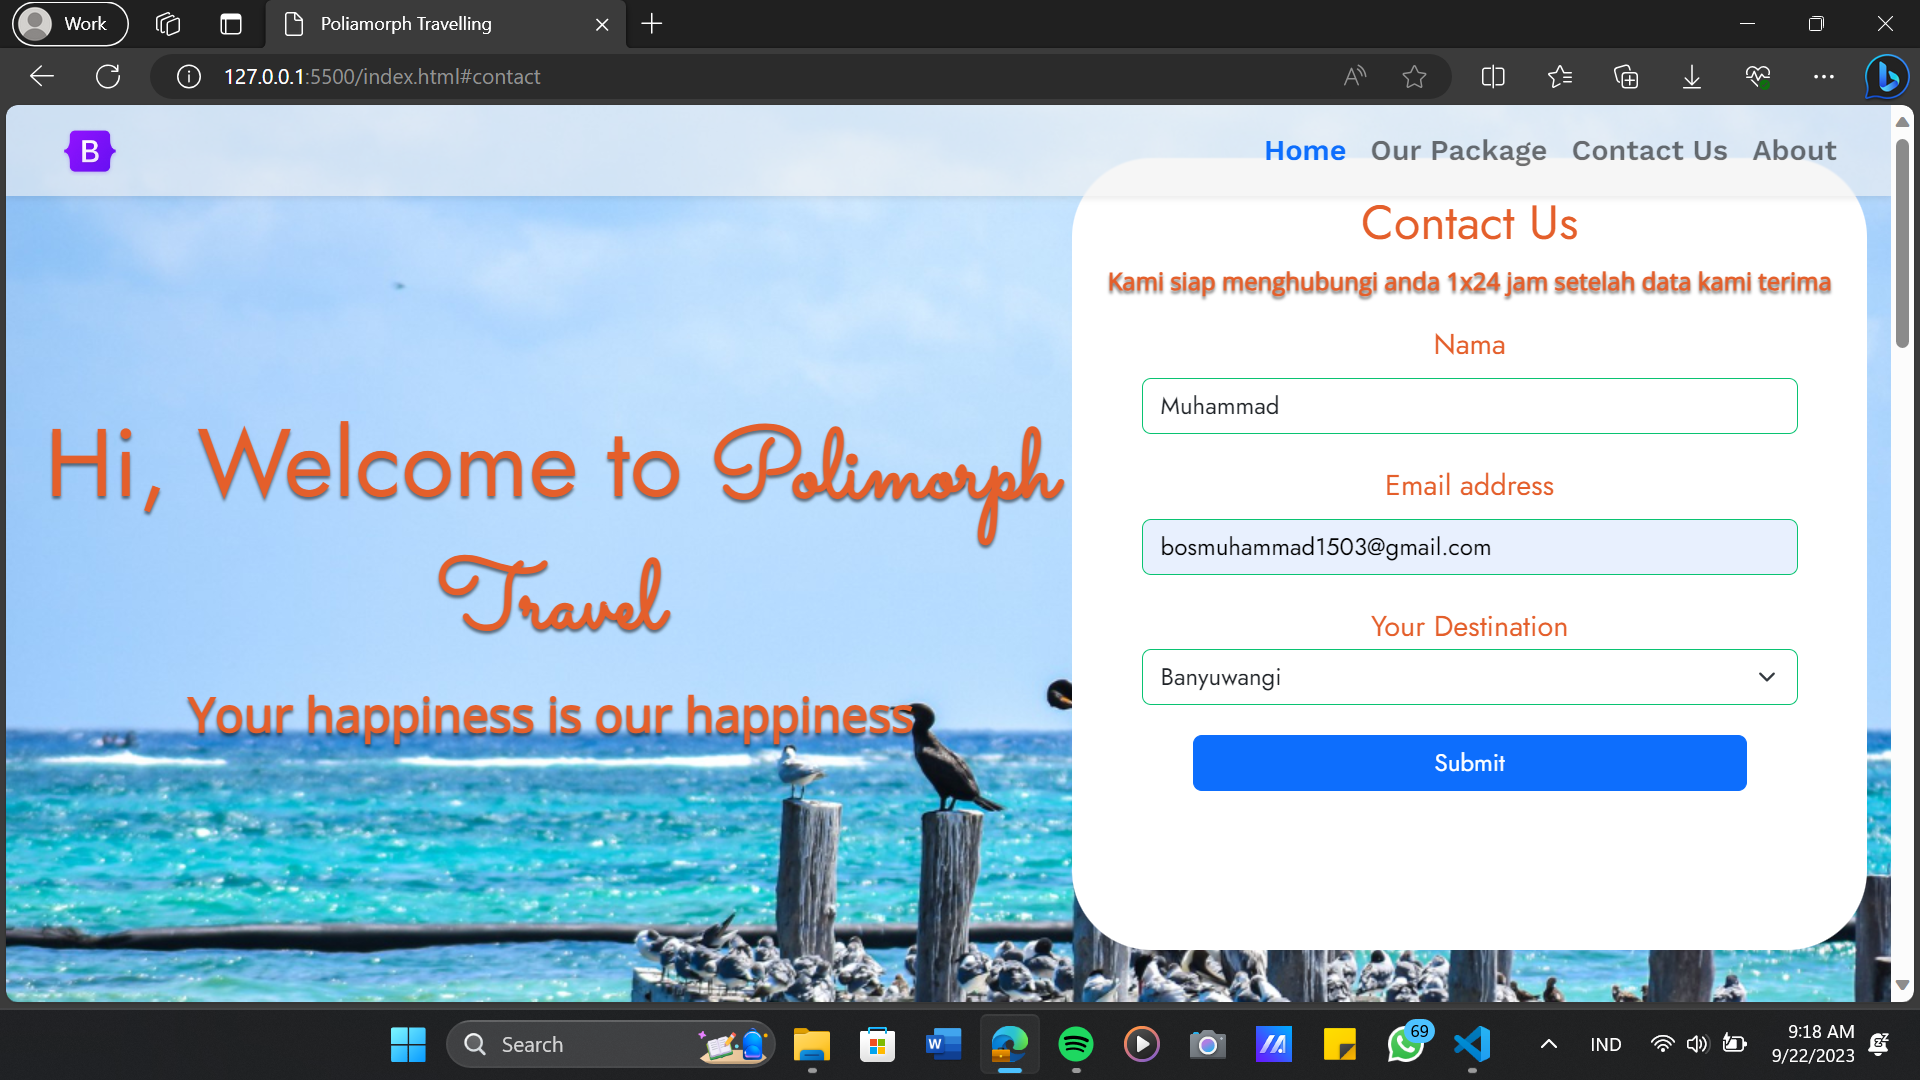 Work
Poliamorph Travelling
127.0.0.1:5500/index.html#contact
B
Home Our Package Contact Us About
Hi, Welcome to Polimorph
Travel
Your happiness is our happiness
Contact Us
Kami siap menghubungi anda 1x24 jam setelah data kami terima
Nama
Muhammad
Email address
bosmuhammad1503@gmail.com
Your Destination
Banyuwangi
Submit
Search
W
69
IND
9:18 AM
9/22/2023